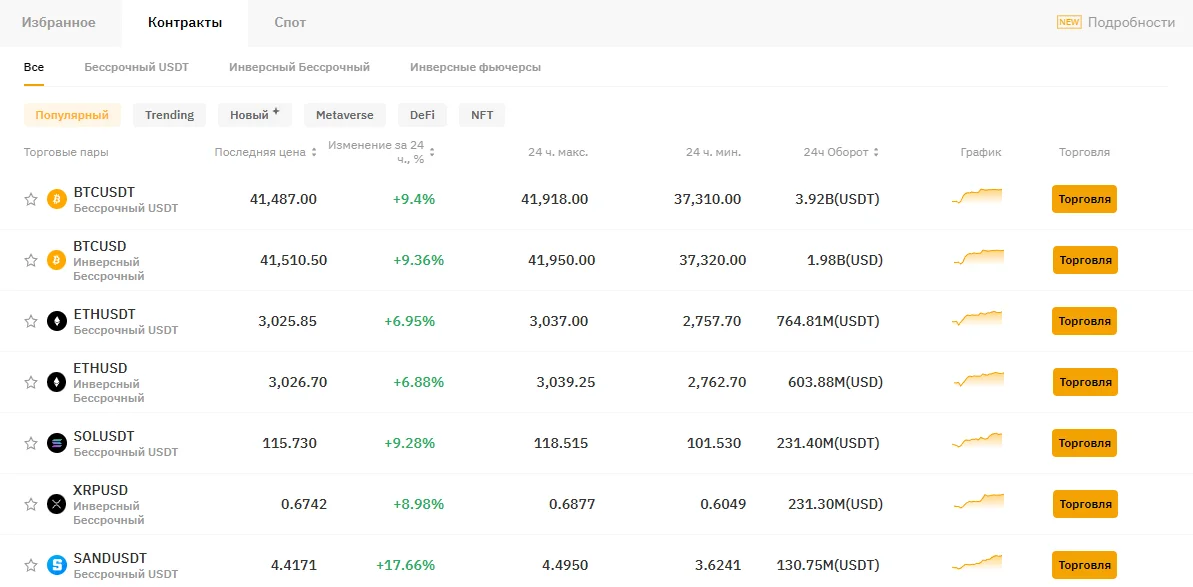 Избранное Контракты Спот NEW Подробности
Все Бессрочный USDT Инверсный Бессрочный Инверсные фьючерсы
Популярный Trending Новый Metaverse DeFi NFT
Торговые пары Последняя цена Изменение за 24 ч., % 24 ч. макс. 24 ч. мин. 24ч Оборот График Торговля
BTCUSDT
Бессрочный USDT
41,487.00 +9.4% 41,918.00 37,310.00 3.92B(USDT) Торговля
BTCUSD
Инверсный
Бессрочный
41,510.50 +9.36% 41,950.00 37,320.00 1.98B(USD) Торговля
ETHUSDT
Бессрочный USDT
3,025.85 +6.95% 3,037.00 2,757.70 764.81M(USDT) Торговля
ETHUSD
Инверсный
Бессрочный
3,026.70 +6.88% 3,039.25 2,762.70 603.88M(USD) Торговля
SOLUSDT
Бессрочный USDT
115.730 +9.28% 118.515 101.530 231.40M(USDT) Торговля
XRPUSD
Инверсный
Бессрочный
0.6742 +8.98% 0.6877 0.6049 231.30M(USD) Торговля
SANDUSDT
Бессрочный USDT
4.4171 +17.66% 4.4950 3.6241 130.75M(USDT) Торговля